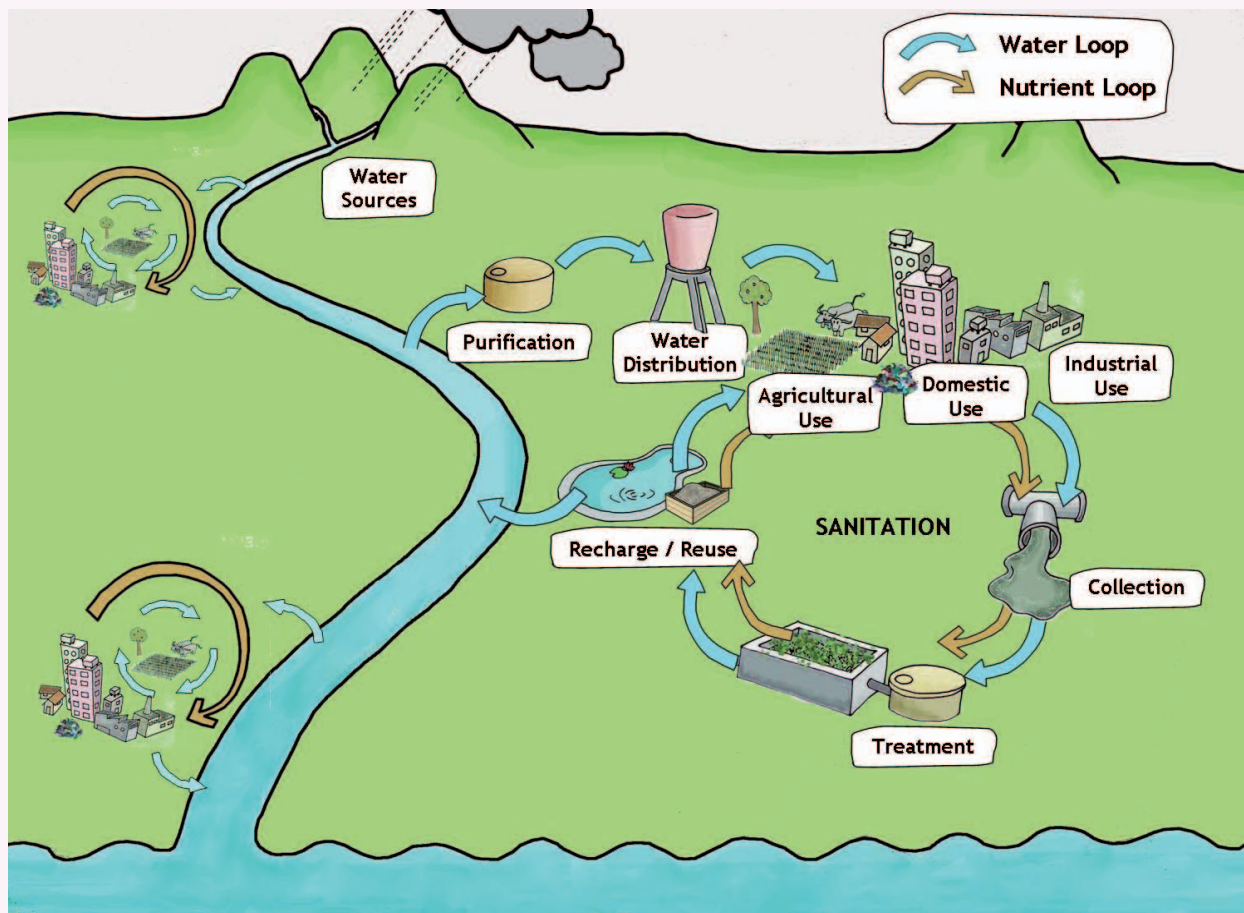 Water Loop
Nutrient Loop
Water
Sources
Purification
Water
Distribution
Agricultural
Use
Domestic
Use
Industrial
Use
Recharge / Reuse
SANITATION
Collection
Treatment